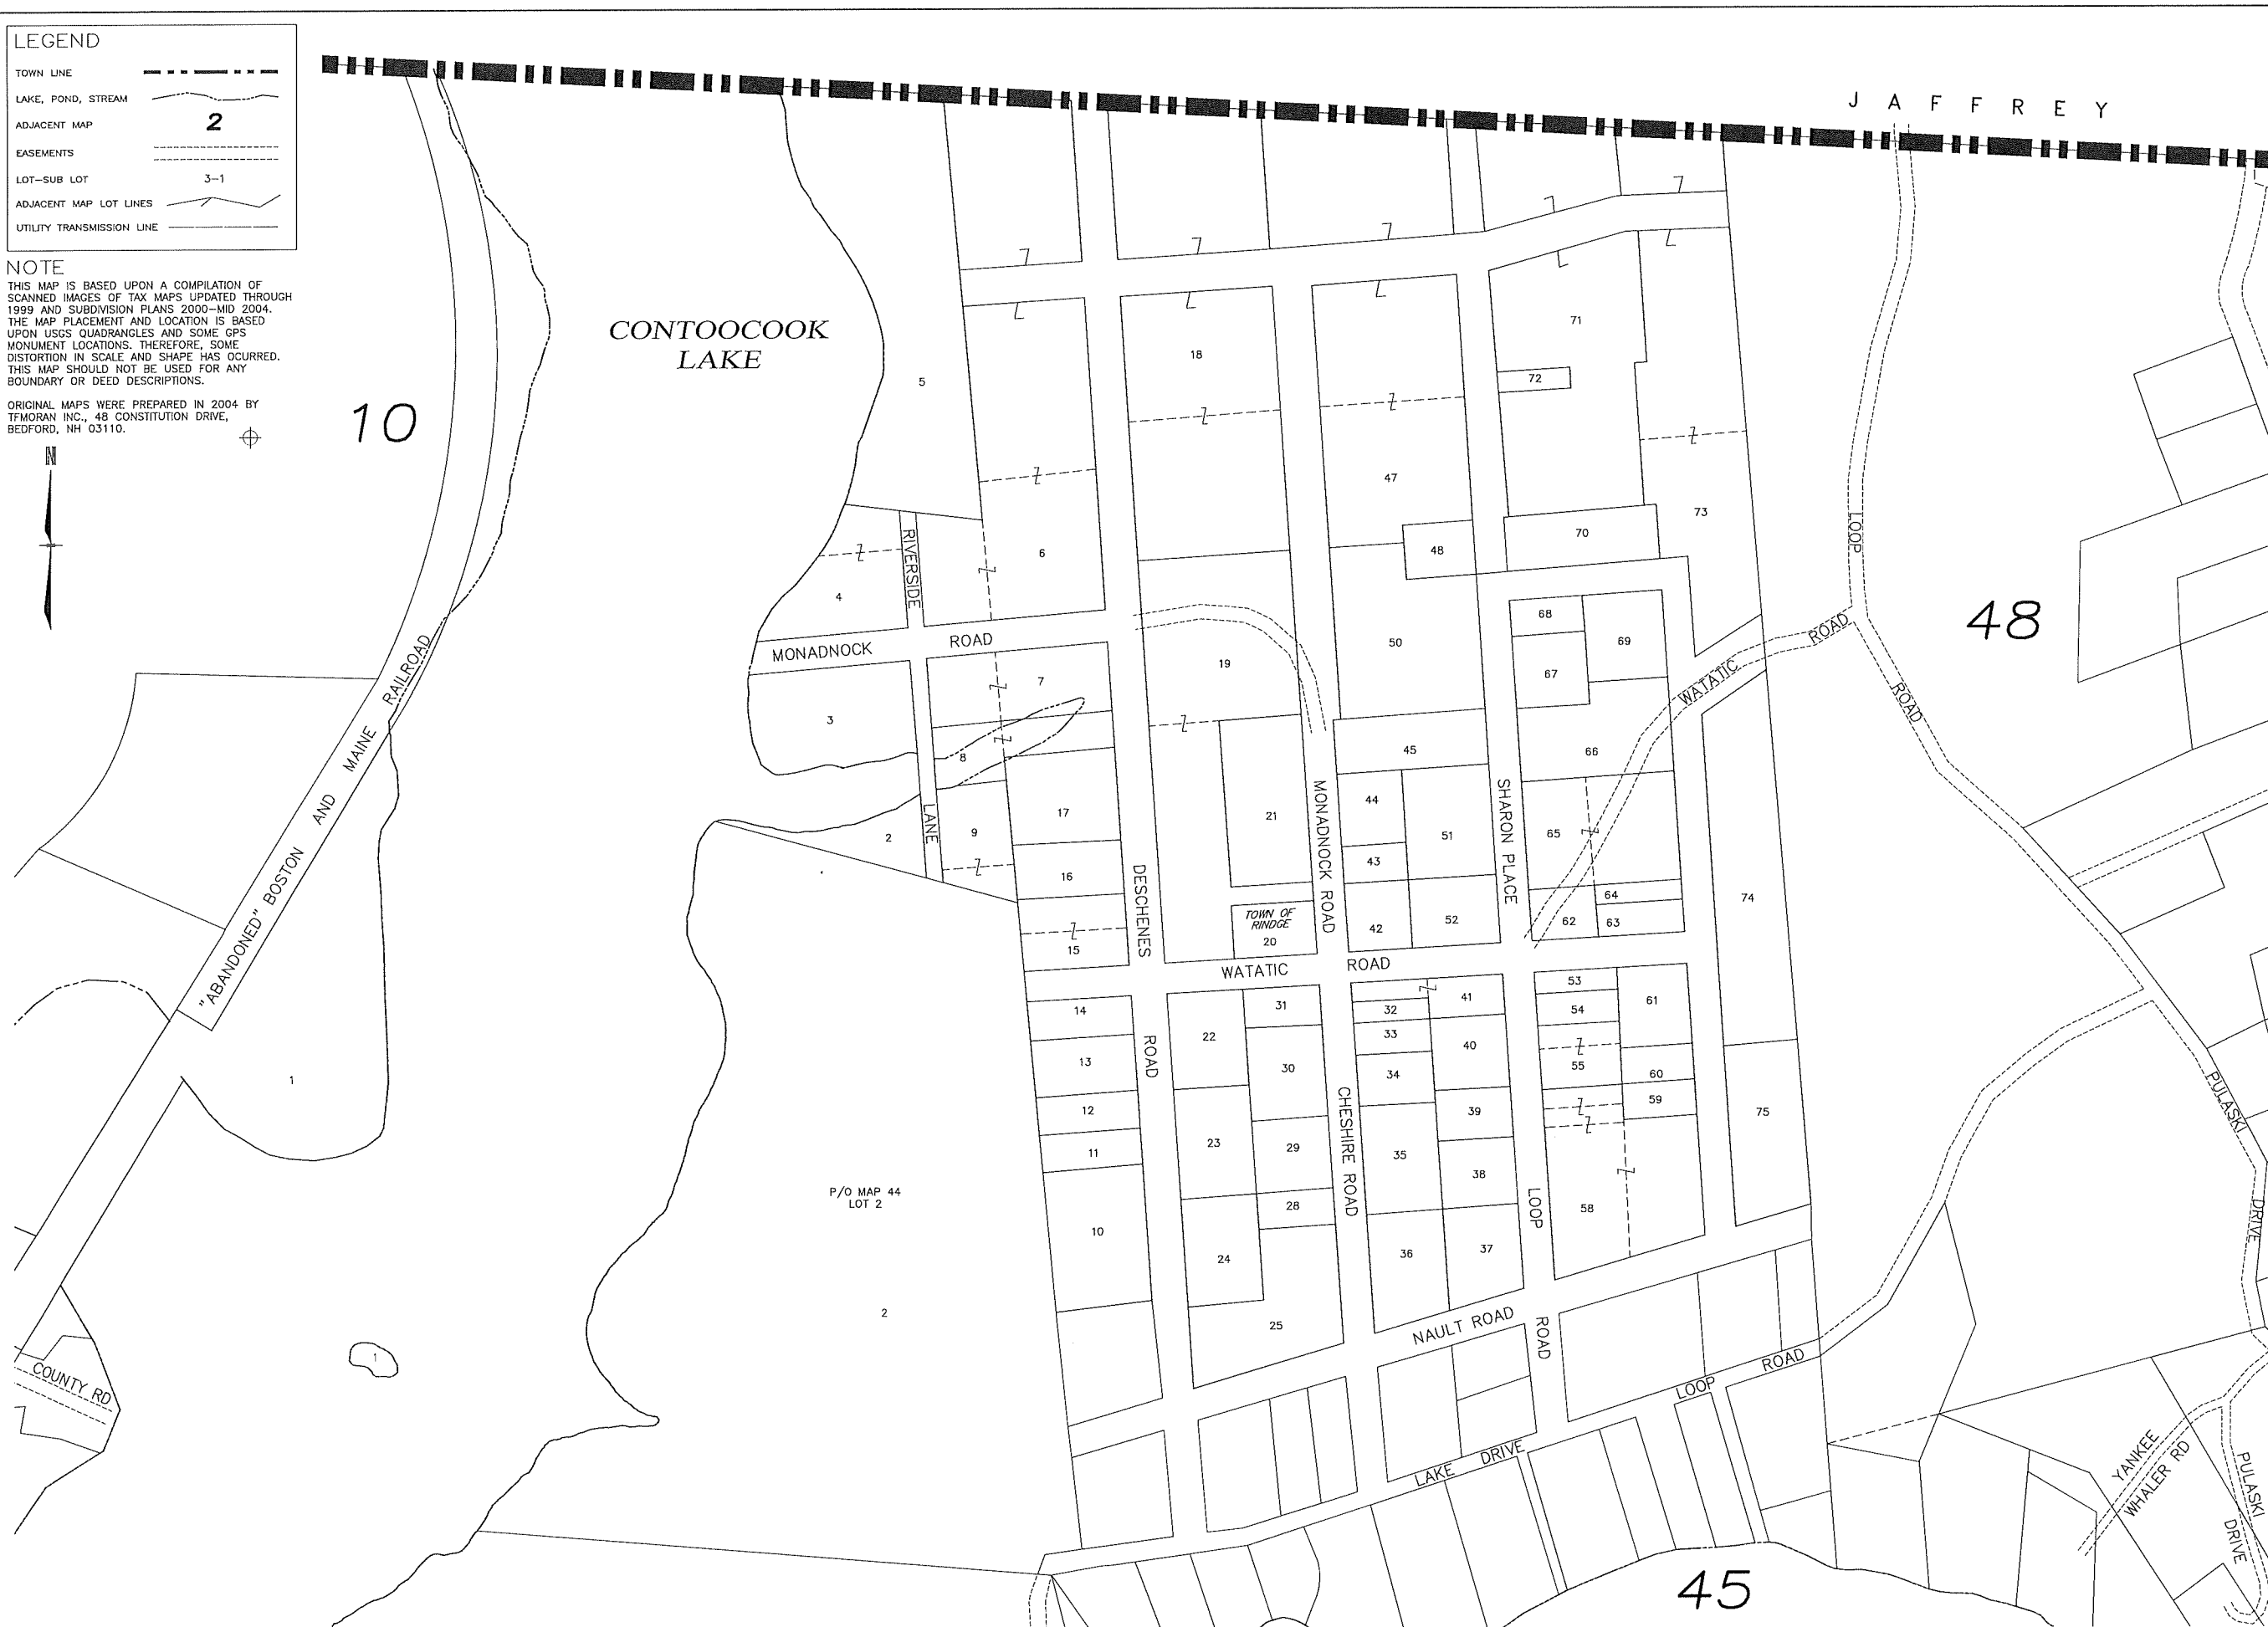 LEGEND
TOWN LINE
LAKE, POND, STREAM
ADJACENT MAP 2
EASEMENTS
LOT-SUB LOT 3-1
ADJACENT MAP LOT LINES
UTILITY TRANSMISSION LINE
NOTE
THIS MAP IS BASED UPON A COMPILATION OF
SCANNED IMAGES OF TAX MAPS UPDATED THROUGH
1999 AND SUBDIVISION PLANS 2000-MID 2004.
THE MAP PLACEMENT AND LOCATION IS BASED
UPON USGS QUADRANGLES AND SOME GPS
MONUMENT LOCATIONS. THEREFORE, SOME
DISTORTION IN SCALE AND SHAPE HAS OCURRED.
THIS MAP SHOULD NOT BE USED FOR ANY
BOUNDARY OR DEED DESCRIPTIONS.
ORIGINAL MAPS WERE PREPARED IN 2004 BY
TFMORAN INC., 48 CONSTITUTION DRIVE,
BEDFORD, NH 03110.
N
JAFFREY
CONTOOCOOK
LAKE
10
48
45
"ABANDONED" BOSTON AND MAINE RAILROAD
COUNTY RD
1
1
P/O MAP 44
LOT 2
2
5
6
4
RIVERSIDE
LANE
MONADNOCK ROAD
3
7
8
2
9
17
16
15
14
13
12
11
10
DESCHENES
ROAD
18
19
21
TOWN OF
RINDGE
20
WATATIC ROAD
22
23
24
25
31
30
29
28
MONADNOCK ROAD
CHESHIRE ROAD
47
48
50
45
44
43
51
42
52
32
33
34
35
36
41
40
39
38
37
SHARON PLACE
LOOP
ROAD
71
72
70
73
68
69
67
66
65
64
62
63
53
54
55
61
60
59
58
74
75
WATATIC ROAD
LOOP
ROAD
NAULT ROAD
LAKE DRIVE
LOOP ROAD
PULASKI
DRIVE
YANKEE
WHALER RD
PULASKI
DRIVE